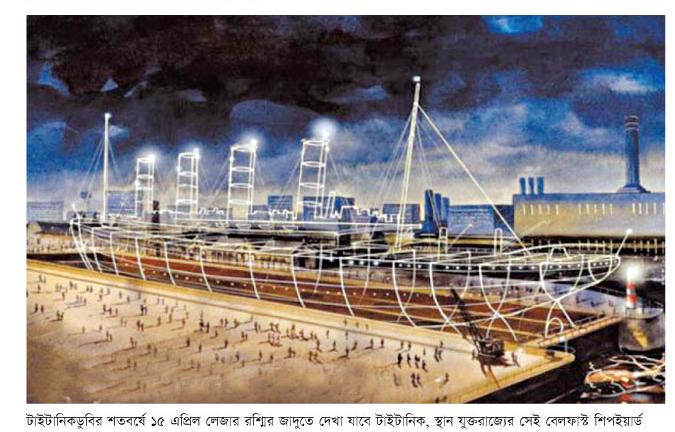 টাইটানিকডুবির শতবর্ষে ১৫ এপ্রিল লেজার রশ্মির জাদুতে দেখা যাবে টাইটানিক, স্থান যুক্তরাজ্যের সেই বেলফাস্ট শিপইয়ার্ড